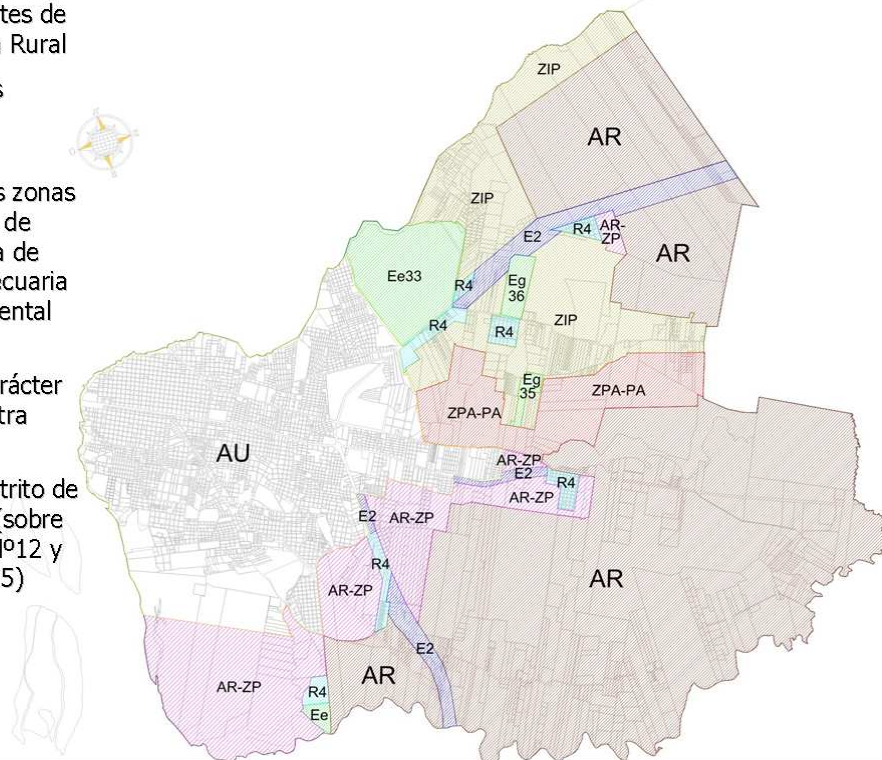 tes de
Rural
s
s zonas
de
a de
ecuaria
ental
rácter
tra
trito de
(sobre
Nº12 y
5)
ZIP
AR
ZIP
E2
R4
AR-
ZP
AR
Ee33
R4
Eg
36
R4
R4
ZIP
Eg
35
ZPA-PA
ZPA-PA
AU
AR-ZP
E2
R4
AR-ZP
E2
AR-ZP
R4
AR-ZP
AR
E2
AR-ZP
AR
R4
Ee